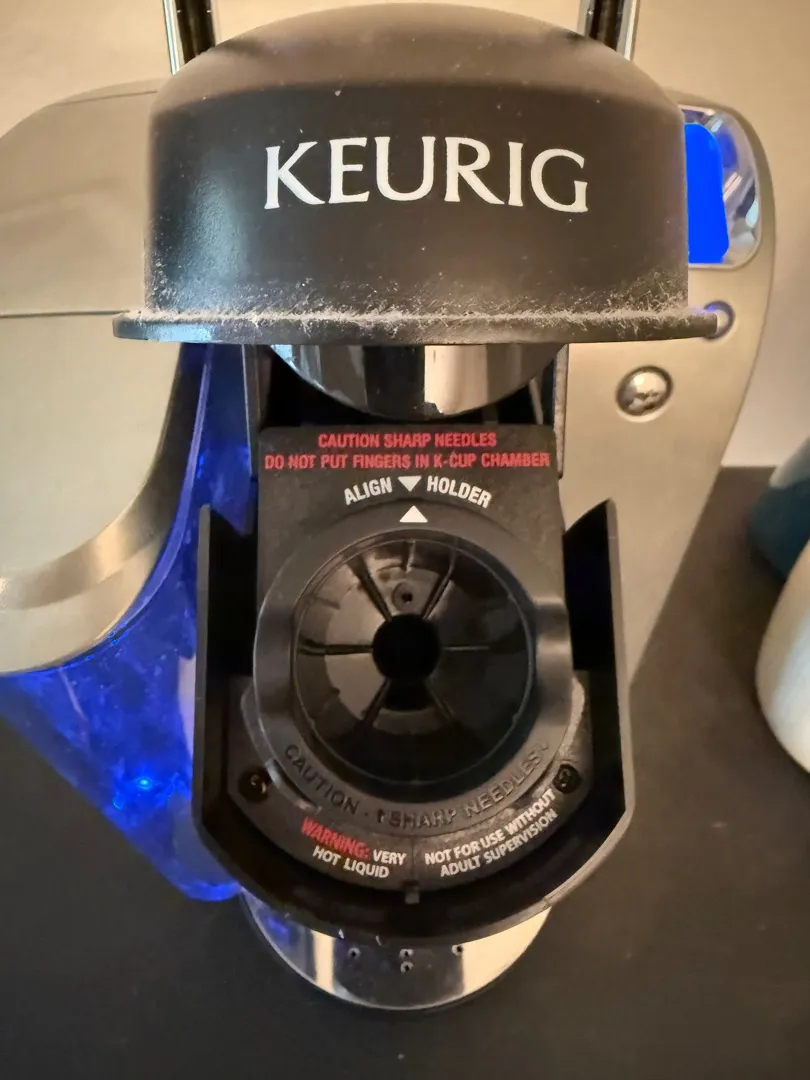 KEURIG
CAUTION SHARP NEEDLES
DO NOT PUT FINGERS IN K-CUP CHAMBER
ALIGN HOLDER
CAUTION · SHARP NEEDLES
WARNING: VERY
HOT LIQUID
NOT FOR USE WITHOUT
ADULT SUPERVISION